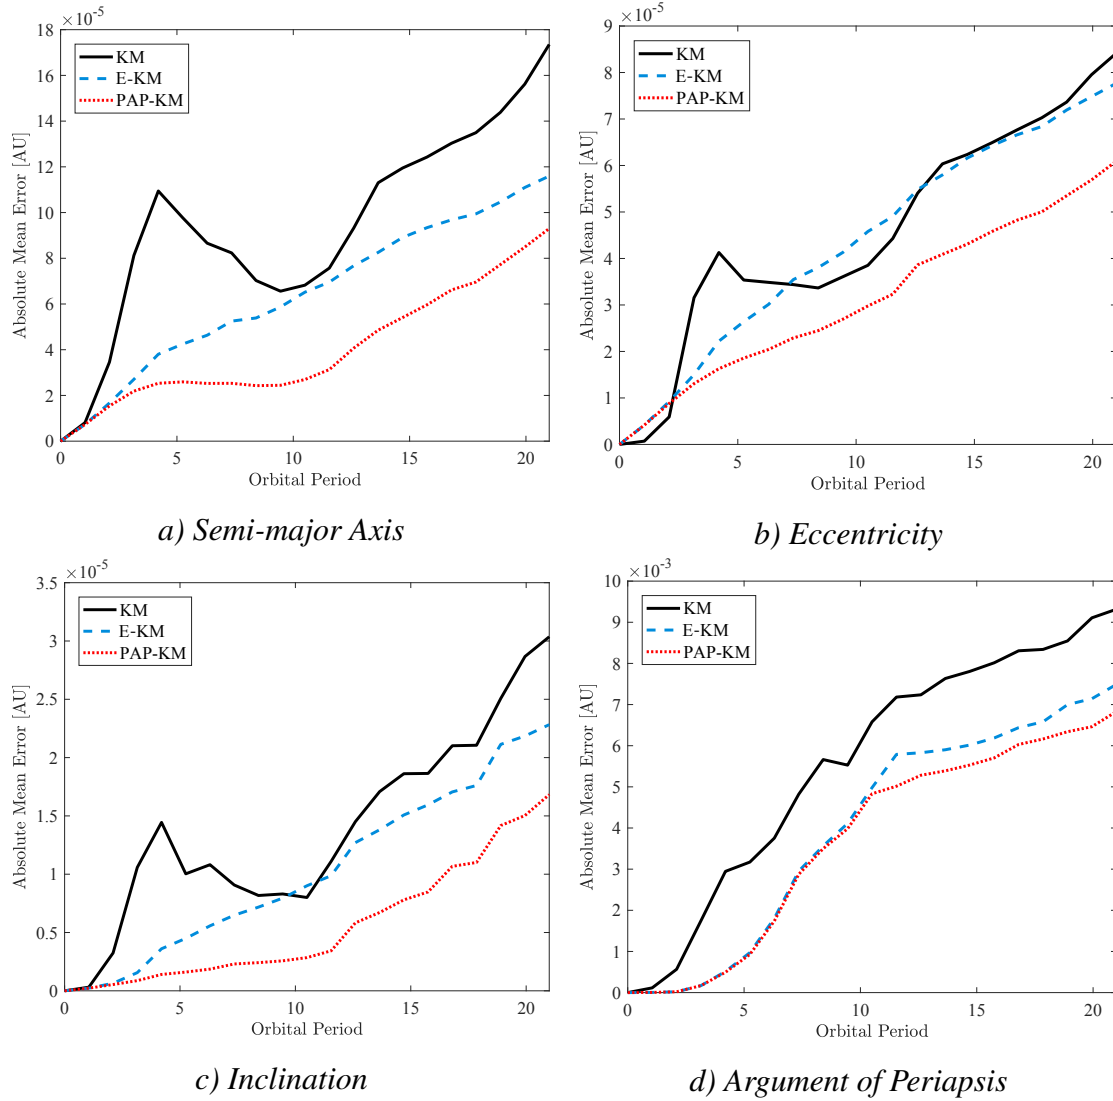 ×10⁻⁵
18
16
14
12
10
8
6
4
2
0
Absolute Mean Error [AU]
KM
E-KM
PAP-KM
0 5 10 15 20
Orbital Period
a) Semi-major Axis
×10⁻⁵
9
8
7
6
5
4
3
2
1
0
Absolute Mean Error [AU]
KM
E-KM
PAP-KM
0 5 10 15 20
Orbital Period
b) Eccentricity
×10⁻⁵
3.5
3
2.5
2
1.5
1
0.5
0
Absolute Mean Error [AU]
KM
E-KM
PAP-KM
0 5 10 15 20
Orbital Period
c) Inclination
×10⁻³
10
9
8
7
6
5
4
3
2
1
0
Absolute Mean Error [AU]
KM
E-KM
PAP-KM
0 5 10 15 20
Orbital Period
d) Argument of Periapsis